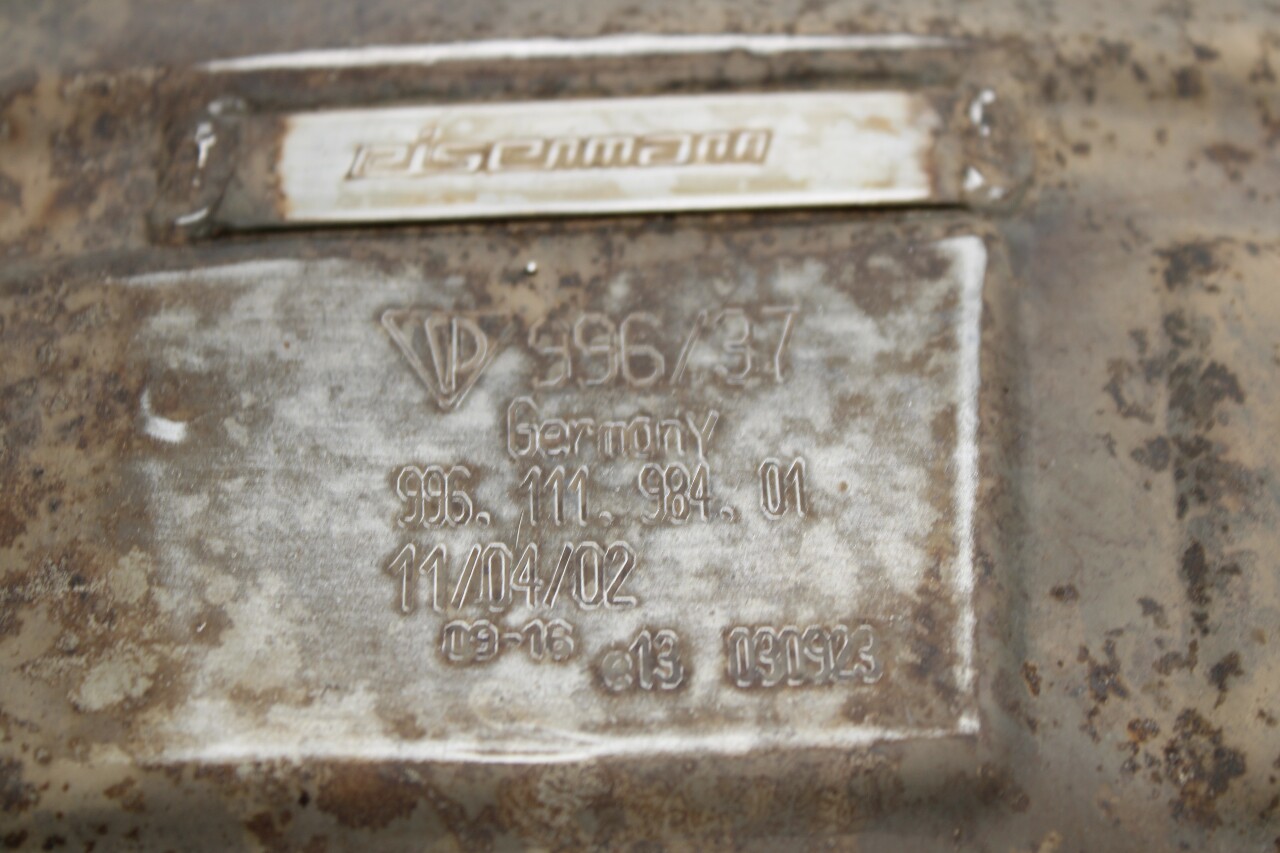 eisenmann
996/37
Germany
996. 111. 984. 01
11/04/02
09-16 e13 030923